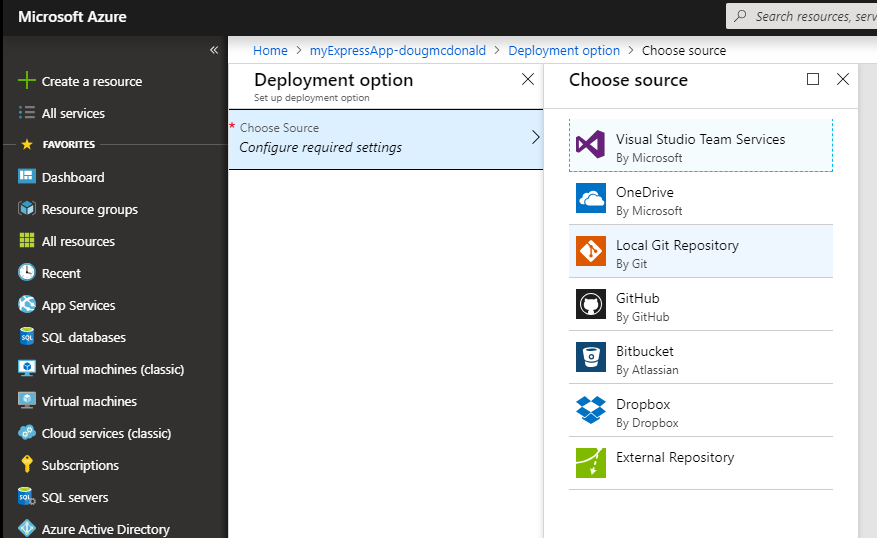 Microsoft Azure
Search resources, serv
«
Home > myExpressApp-dougmcdonald > Deployment option > Choose source
Create a resource
All services
FAVORITES
Dashboard
Resource groups
All resources
Recent
App Services
SQL databases
Virtual machines (classic)
Virtual machines
Cloud services (classic)
Subscriptions
SQL servers
Azure Active Directory
Deployment option
Set up deployment option
* Choose Source
Configure required settings
Choose source
Visual Studio Team Services
By Microsoft
OneDrive
By Microsoft
Local Git Repository
By Git
GitHub
By GitHub
Bitbucket
By Atlassian
Dropbox
By Dropbox
External Repository